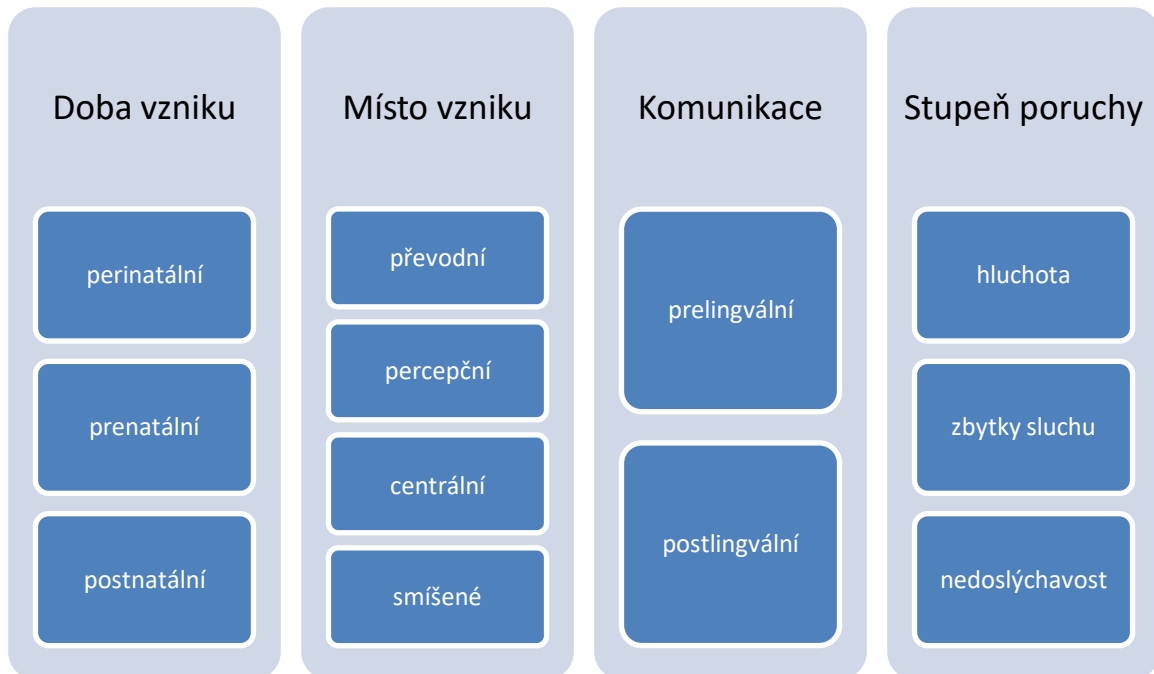 Doba vzniku
perinatální
prenatální
postnatální
Místo vzniku
převodní
percepční
centrální
smíšené
Komunikace
prelingvální
postlingvální
Stupeň poruchy
hluchota
zbytky sluchu
nedoslýchavost